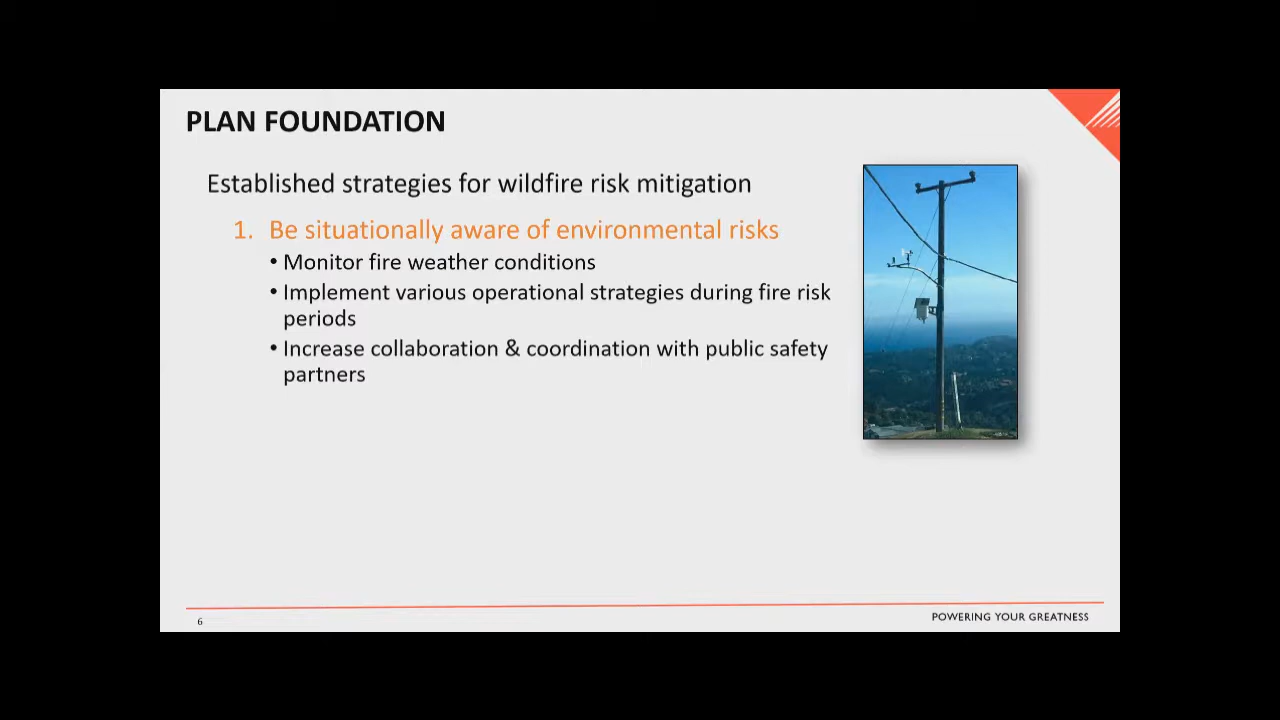 PLAN FOUNDATION
Established strategies for wildfire risk mitigation
1. Be situationally aware of environmental risks
• Monitor fire weather conditions
• Implement various operational strategies during fire risk
periods
• Increase collaboration & coordination with public safety
partners
6
POWERING YOUR GREATNESS